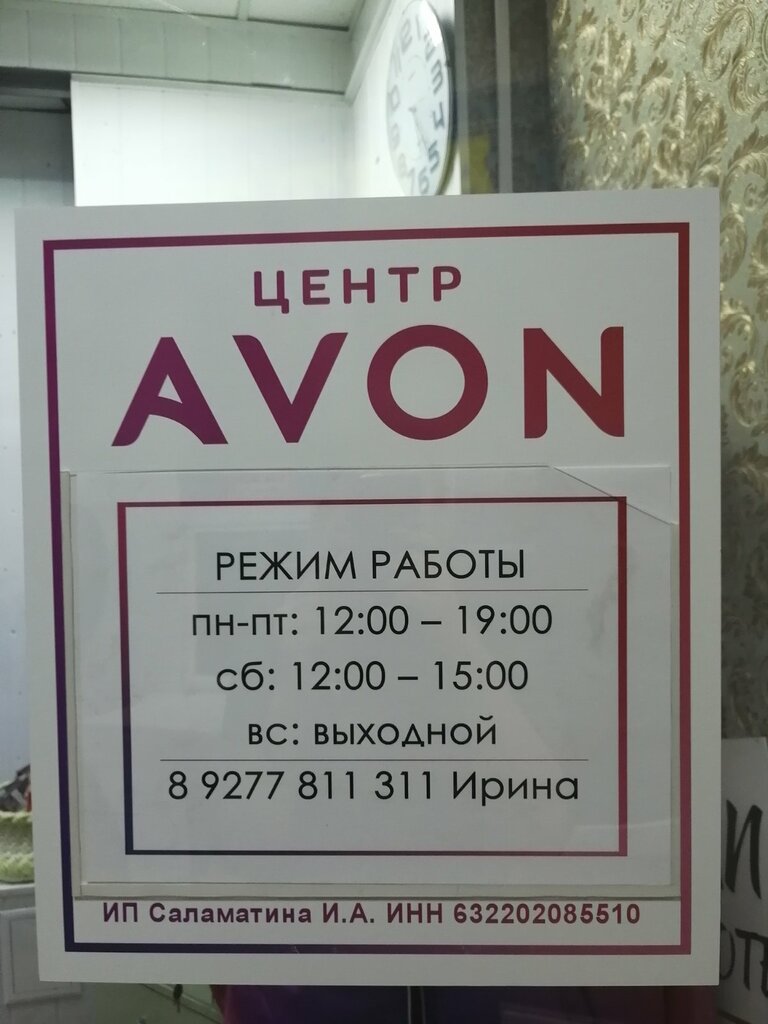 ЦЕНТР
AVON
РЕЖИМ РАБОТЫ
пн-пт: 12:00 – 19:00
сб: 12:00 – 15:00
вс: выходной
8 9277 811 311 Ирина
ИП Саламатина И.А. ИНН 632202085510